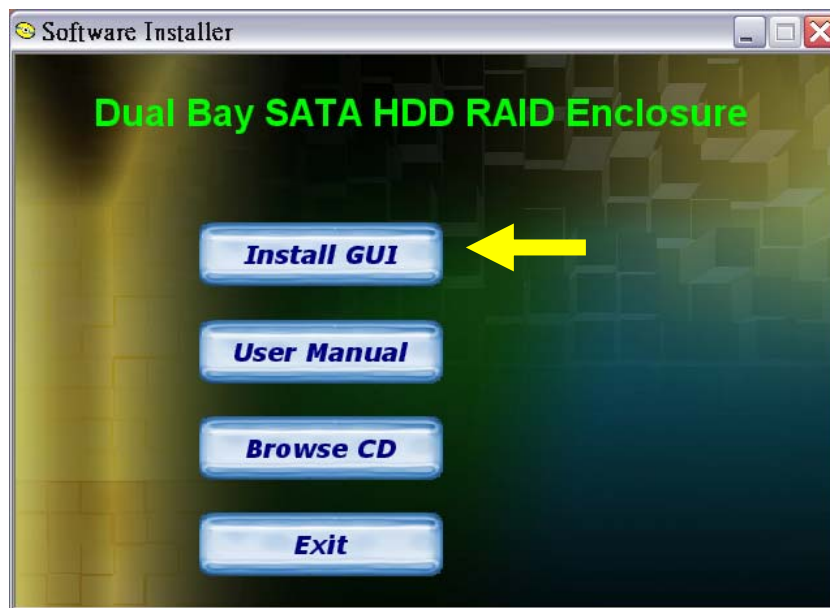 Software Installer
Dual Bay SATA HDD RAID Enclosure
Install GUI
User Manual
Browse CD
Exit